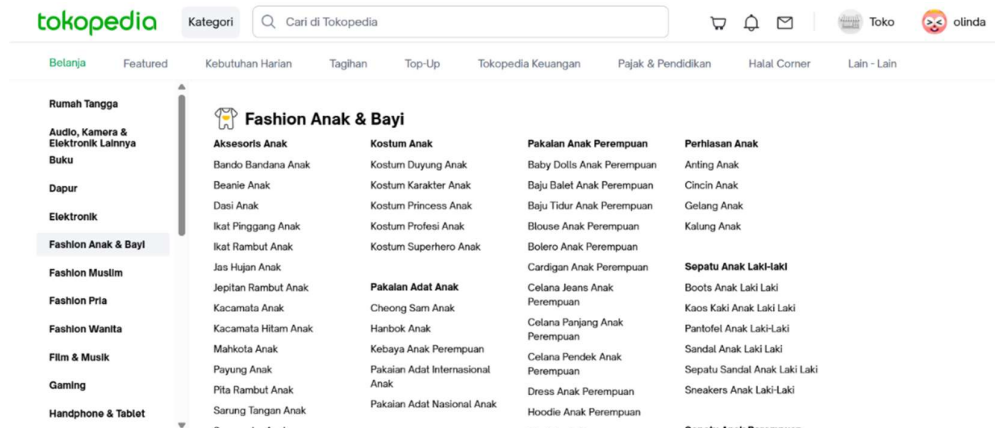 tokopedia
Kategori
Cari di Tokopedia
Toko
olinda
Belanja
Featured
Kebutuhan Harian
Tagihan
Top-Up
Tokopedia Keuangan
Pajak & Pendidikan
Halal Corner
Lain - Lain
Rumah Tangga
Audio, Kamera &
Elektronik Lainnya
Buku
Dapur
Elektronik
Fashion Anak & Bayi
Fashion Muslim
Fashion Pria
Fashion Wanita
Film & Musik
Gaming
Handphone & Tablet
Fashion Anak & Bayi
Aksesoris Anak
Bando Bandana Anak
Beanie Anak
Dasi Anak
Ikat Pinggang Anak
Ikat Rambut Anak
Jas Hujan Anak
Jepitan Rambut Anak
Kacamata Anak
Kacamata Hitam Anak
Mahkota Anak
Payung Anak
Pita Rambut Anak
Sarung Tangan Anak
Kostum Anak
Kostum Duyung Anak
Kostum Karakter Anak
Kostum Princess Anak
Kostum Profesi Anak
Kostum Superhero Anak
Pakaian Adat Anak
Cheong Sam Anak
Hanbok Anak
Kebaya Anak Perempuan
Pakaian Adat Internasional
Anak
Pakaian Adat Nasional Anak
Pakaian Anak Perempuan
Baby Dolls Anak Perempuan
Baju Balet Anak Perempuan
Baju Tidur Anak Perempuan
Blouse Anak Perempuan
Bolero Anak Perempuan
Cardigan Anak Perempuan
Celana Jeans Anak
Perempuan
Celana Panjang Anak
Perempuan
Celana Pendek Anak
Perempuan
Dress Anak Perempuan
Hoodie Anak Perempuan
Perhiasan Anak
Anting Anak
Cincin Anak
Gelang Anak
Kalung Anak
Sepatu Anak Laki-laki
Boots Anak Laki Laki
Kaos Kaki Anak Laki Laki
Pantofel Anak Laki-Laki
Sandal Anak Laki Laki
Sepatu Sandal Anak Laki Laki
Sneakers Anak Laki-Laki